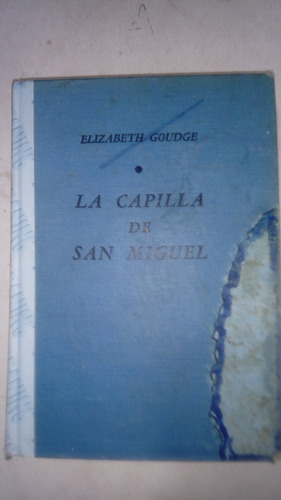 ELIZABETH GOUDGE
LA CAPILLA
DE
SAN MIGUEL